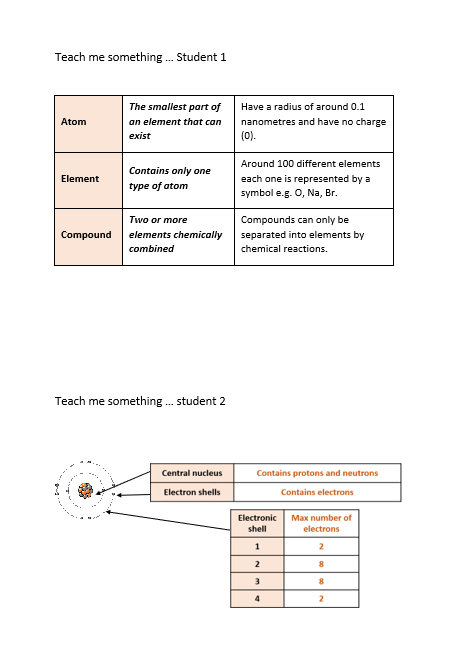 Teach me something … Student 1
Atom
The smallest part of
an element that can
exist
Have a radius of around 0.1
nanometres and have no charge
(0).
Element
Contains only one
type of atom
Around 100 different elements
each one is represented by a
symbol e.g. O, Na, Br.
Compound
Two or more
elements chemically
combined
Compounds can only be
separated into elements by
chemical reactions.
Teach me something … student 2
Central nucleus
Contains protons and neutrons
Electron shells
Contains electrons
Electronic
shell
Max number of
electrons
1
2
2
8
3
8
4
2